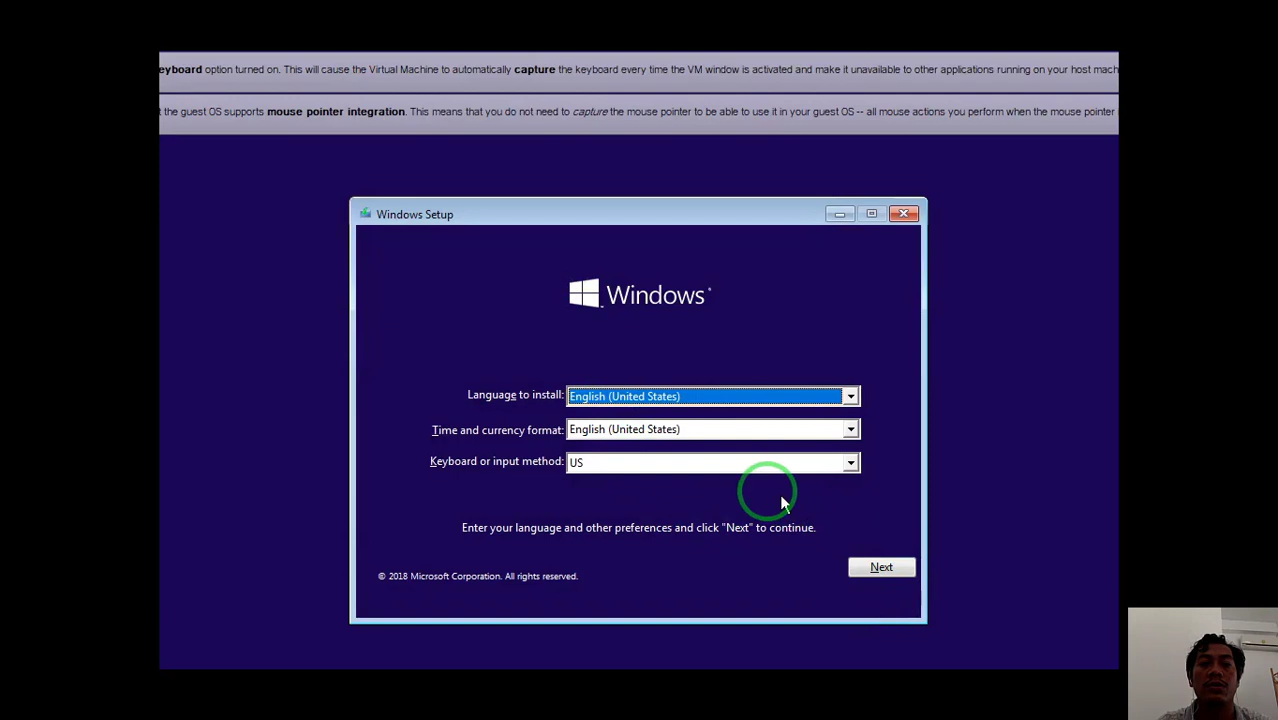 eyboard option turned on. This will cause the Virtual Machine to automatically capture the keyboard every time the VM window is activated and make it unavailable to other applications running on your host mach
t the guest OS supports mouse pointer integration. This means that you do not need to capture the mouse pointer to be able to use it in your guest OS -- all mouse actions you perform when the mouse pointer
Windows Setup
Windows
Language to install: English (United States)
Time and currency format: English (United States)
Keyboard or input method: US
Enter your language and other preferences and click "Next" to continue.
© 2018 Microsoft Corporation. All rights reserved.
Next